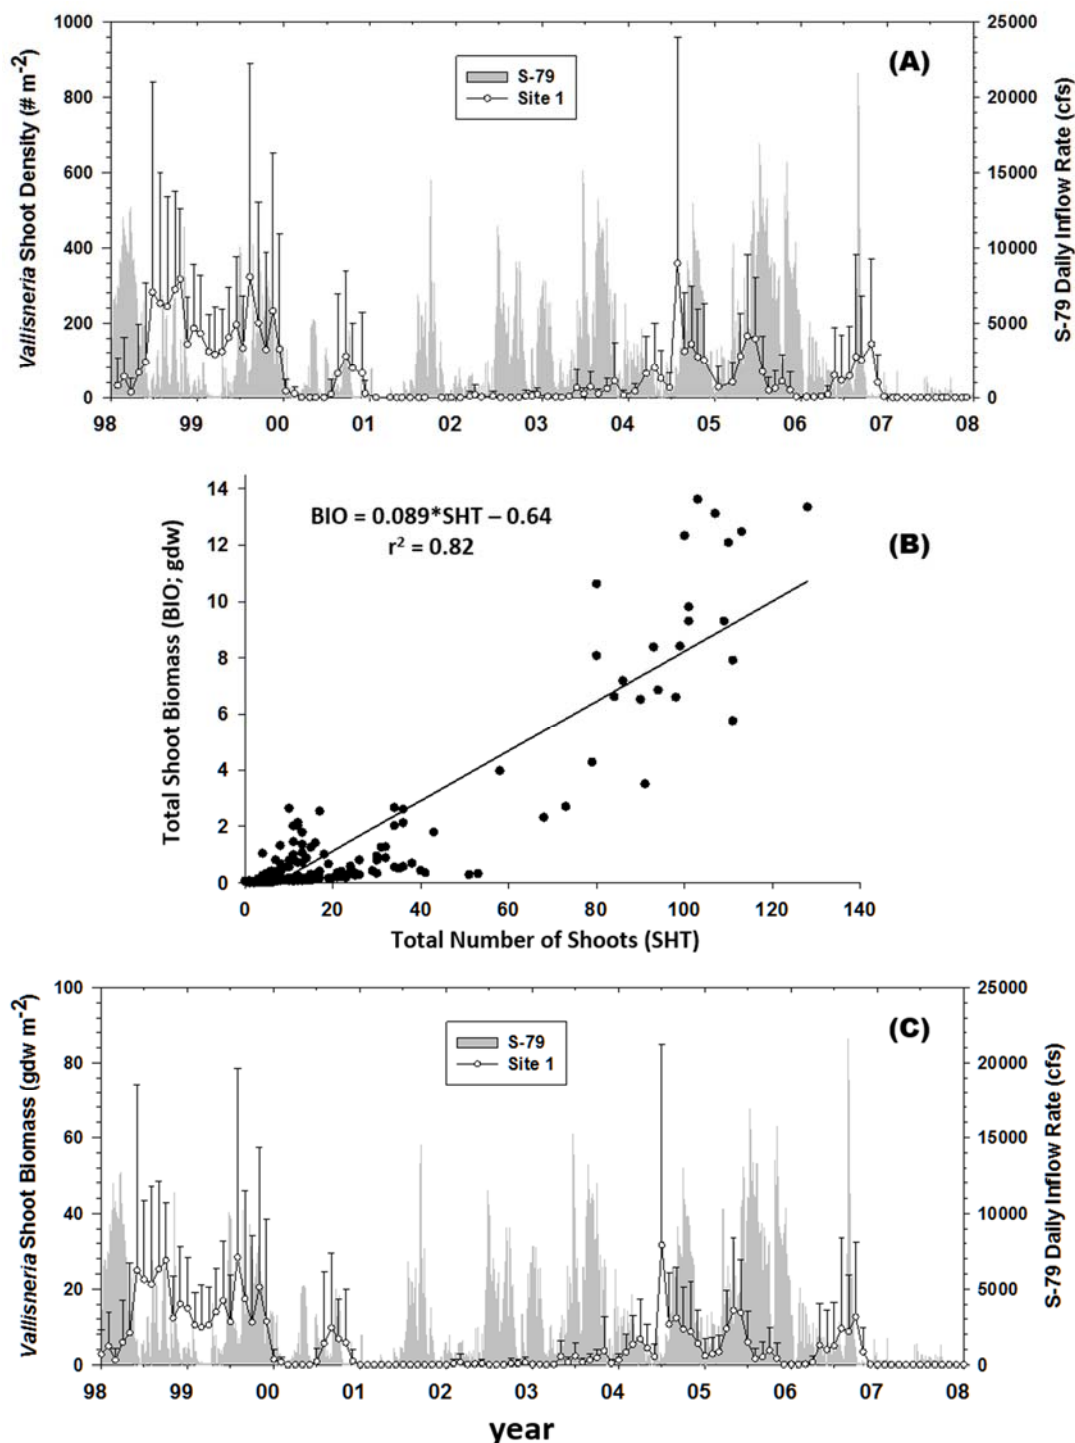 1000
800
600
400
200
0
Vallisneria Shoot Density (# m-2)
(A)
S-79
Site 1
25000
20000
15000
10000
5000
0
S-79 Daily Inflow Rate (cfs)
98 99 00 01 02 03 04 05 06 07 08
14
12
10
8
6
4
2
0
Total Shoot Biomass (BIO; gdw)
BIO = 0.089*SHT – 0.64
r2 = 0.82
(B)
0 20 40 60 80 100 120 140
Total Number of Shoots (SHT)
100
80
60
40
20
0
Vallisneria Shoot Biomass (gdw m-2)
(C)
S-79
Site 1
25000
20000
15000
10000
5000
0
S-79 Daily Inflow Rate (cfs)
98 99 00 01 02 03 04 05 06 07 08
year